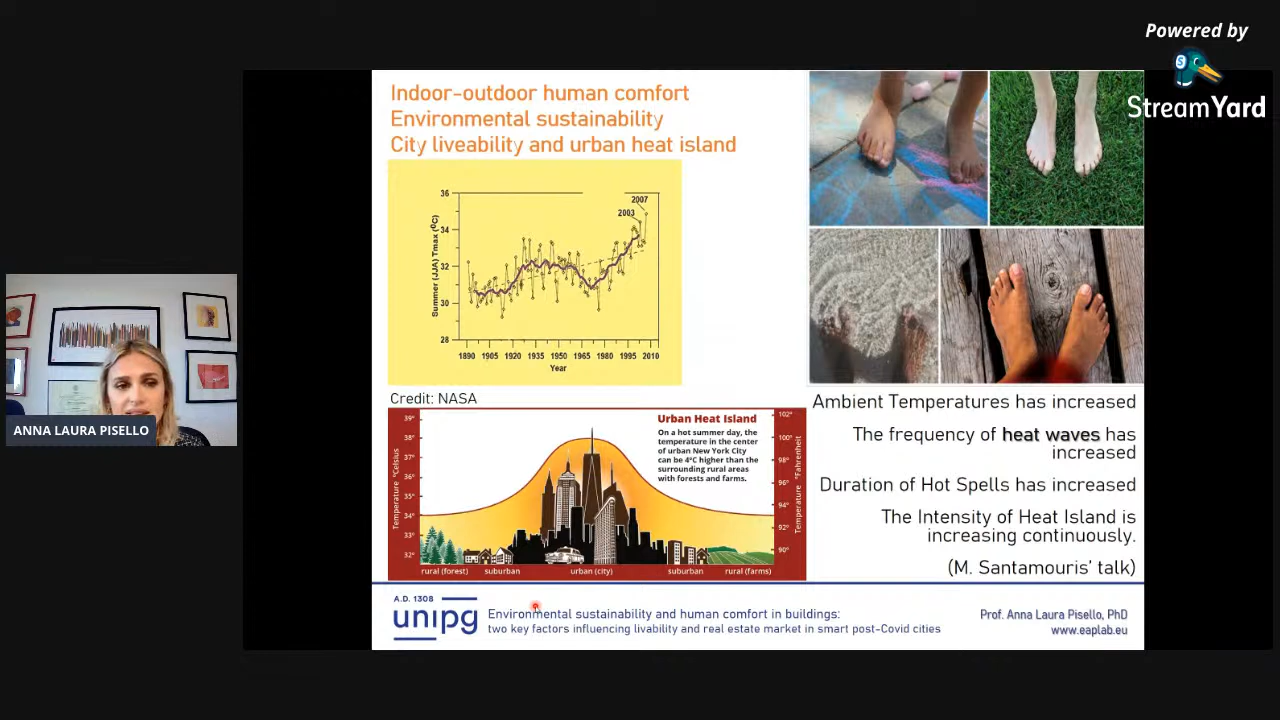 Powered by
StreamYard
Indoor-outdoor human comfort
Environmental sustainability
City liveability and urban heat island
36
34
32
30
28
Summer (JJA) Tmax (ºC)
2007
2003
1890 1905 1920 1935 1950 1965 1980 1995 2010
Year
Credit: NASA
Ambient Temperatures has increased
The frequency of heat waves has
increased
Duration of Hot Spells has increased
The Intensity of Heat Island is
increasing continuously.
(M. Santamouris' talk)
Urban Heat Island
On a hot summer day, the
temperature in the center
of urban New York City
can be 4°C higher than the
surrounding rural areas
with forests and farms.
39°
38°
37°
36°
35°
34°
33°
32°
Temperature °Celsius
102°
100°
98°
96°
94°
92°
90°
Temperature °Fahrenheit
rural (forest) suburban urban (city) suburban rural (farms)
ANNA LAURA PISELLO
A.D. 1308
unipg
Environmental sustainability and human comfort in buildings:
two key factors influencing livability and real estate market in smart post-Covid cities
Prof. Anna Laura Pisello, PhD
www.eaplab.eu